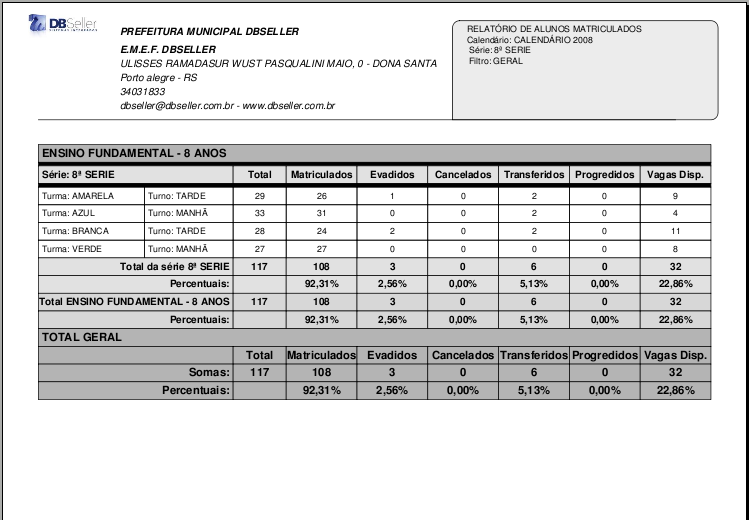 DBSeller
SISTEMAS INTEGRADOS
PREFEITURA MUNICIPAL DBSELLER
E.M.E.F. DBSELLER
ULISSES RAMADASUR WUST PASQUALINI MAIO, 0 - DONA SANTA
Porto alegre - RS
34031833
dbseller@dbseller.com.br - www.dbseller.com.br
RELATÓRIO DE ALUNOS MATRICULADOS
Calendário: CALENDÁRIO 2008
Série: 8ª SERIE
Filtro: GERAL
ENSINO FUNDAMENTAL - 8 ANOS
Série: 8ª SERIE Total Matriculados Evadidos Cancelados Transferidos Progredidos Vagas Disp.
Turma: AMARELA Turno: TARDE 29 26 1 0 2 0 9
Turma: AZUL Turno: MANHÃ 33 31 0 0 2 0 4
Turma: BRANCA Turno: TARDE 28 24 2 0 2 0 11
Turma: VERDE Turno: MANHÃ 27 27 0 0 0 0 8
Total da série 8ª SERIE 117 108 3 0 6 0 32
Percentuais: 92,31% 2,56% 0,00% 5,13% 0,00% 22,86%
Total ENSINO FUNDAMENTAL - 8 ANOS 117 108 3 0 6 0 32
Percentuais: 92,31% 2,56% 0,00% 5,13% 0,00% 22,86%
TOTAL GERAL
Total Matriculados Evadidos Cancelados Transferidos Progredidos Vagas Disp.
Somas: 117 108 3 0 6 0 32
Percentuais: 92,31% 2,56% 0,00% 5,13% 0,00% 22,86%